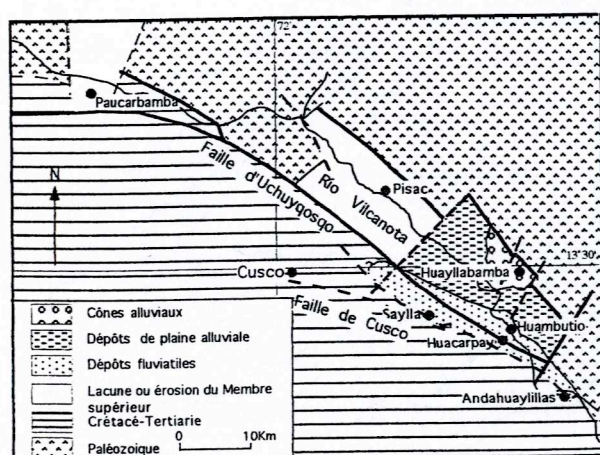 72'
Paucarbamba
Faille d'Uchuyqosqo
N
Río Vilcanota
Pisac
13'30'
Cusco
Huayllabamba
Faille de Cusco
Saylla
Huambutio
Huacarpay
Andahuaylillas
Cônes alluviaux
Dépôts de plaine alluviale
Dépôts fluviatiles
Lacune ou érosion du Membre
supérieur
Crétacé-Tertiarie
Paléozoique
0 10Km